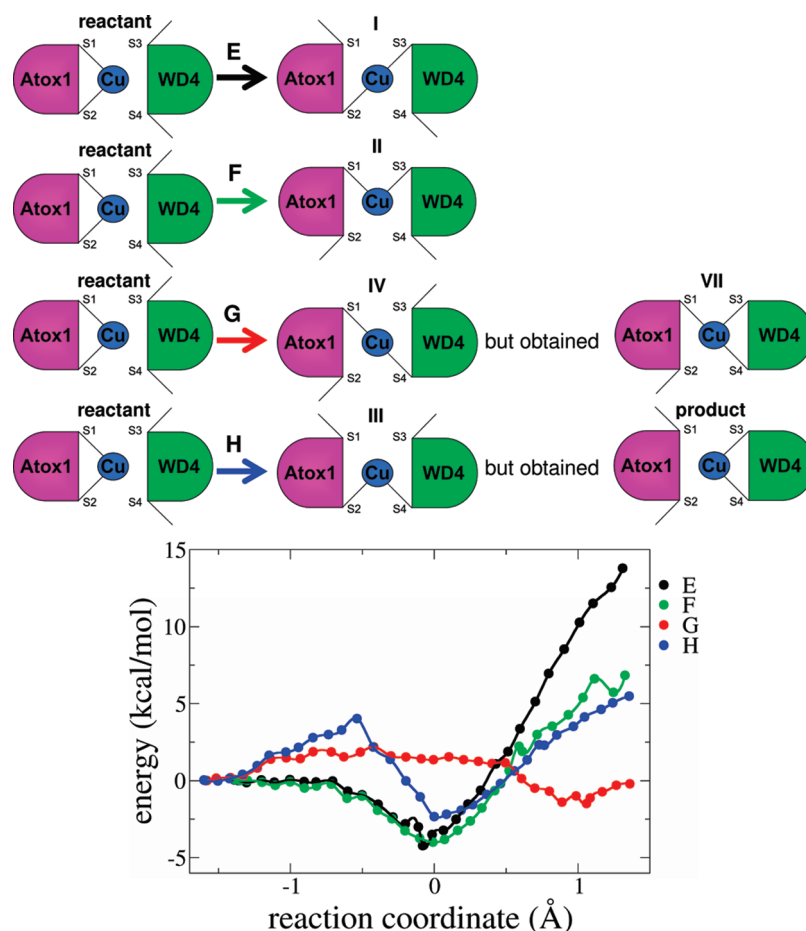 reactant I
E
S1 S3 S1 S3
Atox1 Cu WD4 Atox1 Cu WD4
S2 S4 S2 S4
reactant II
F
S1 S3 S1 S3
Atox1 Cu WD4 Atox1 Cu WD4
S2 S4 S2 S4
reactant IV VII
G
S1 S3 S1 S3 S1 S3
Atox1 Cu WD4 Atox1 Cu WD4 but obtained Atox1 Cu WD4
S2 S4 S2 S4 S2 S4
reactant III product
H
S1 S3 S1 S3 S1 S3
Atox1 Cu WD4 Atox1 Cu WD4 but obtained Atox1 Cu WD4
S2 S4 S2 S4 S2 S4
15
10
5
0
-5
energy (kcal/mol)
E
F
G
H
-1 0 1
reaction coordinate (Å)